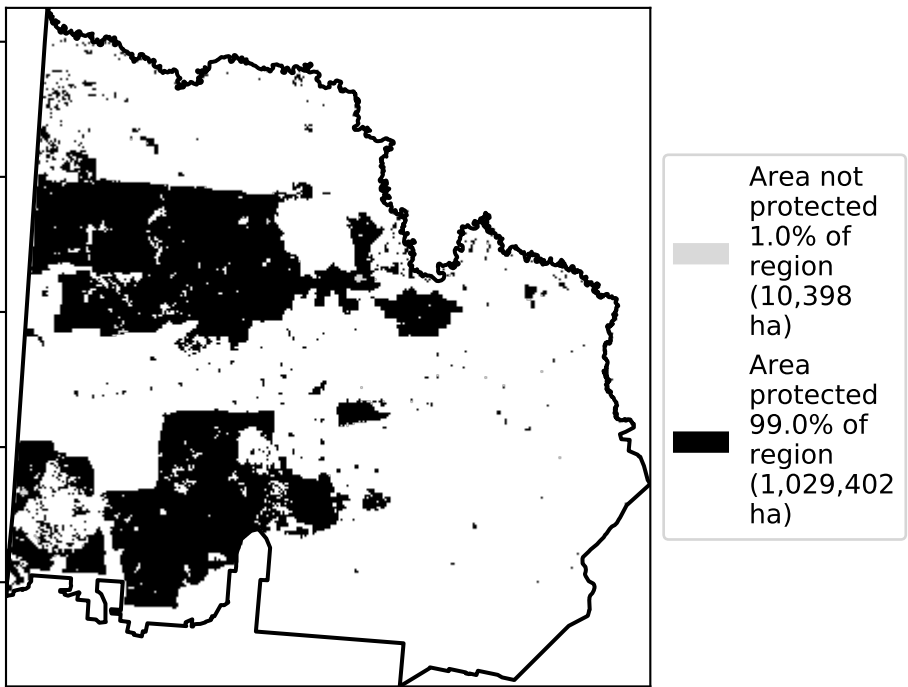 Area not
protected
1.0% of
region
(10,398
ha)
Area
protected
99.0% of
region
(1,029,402
ha)